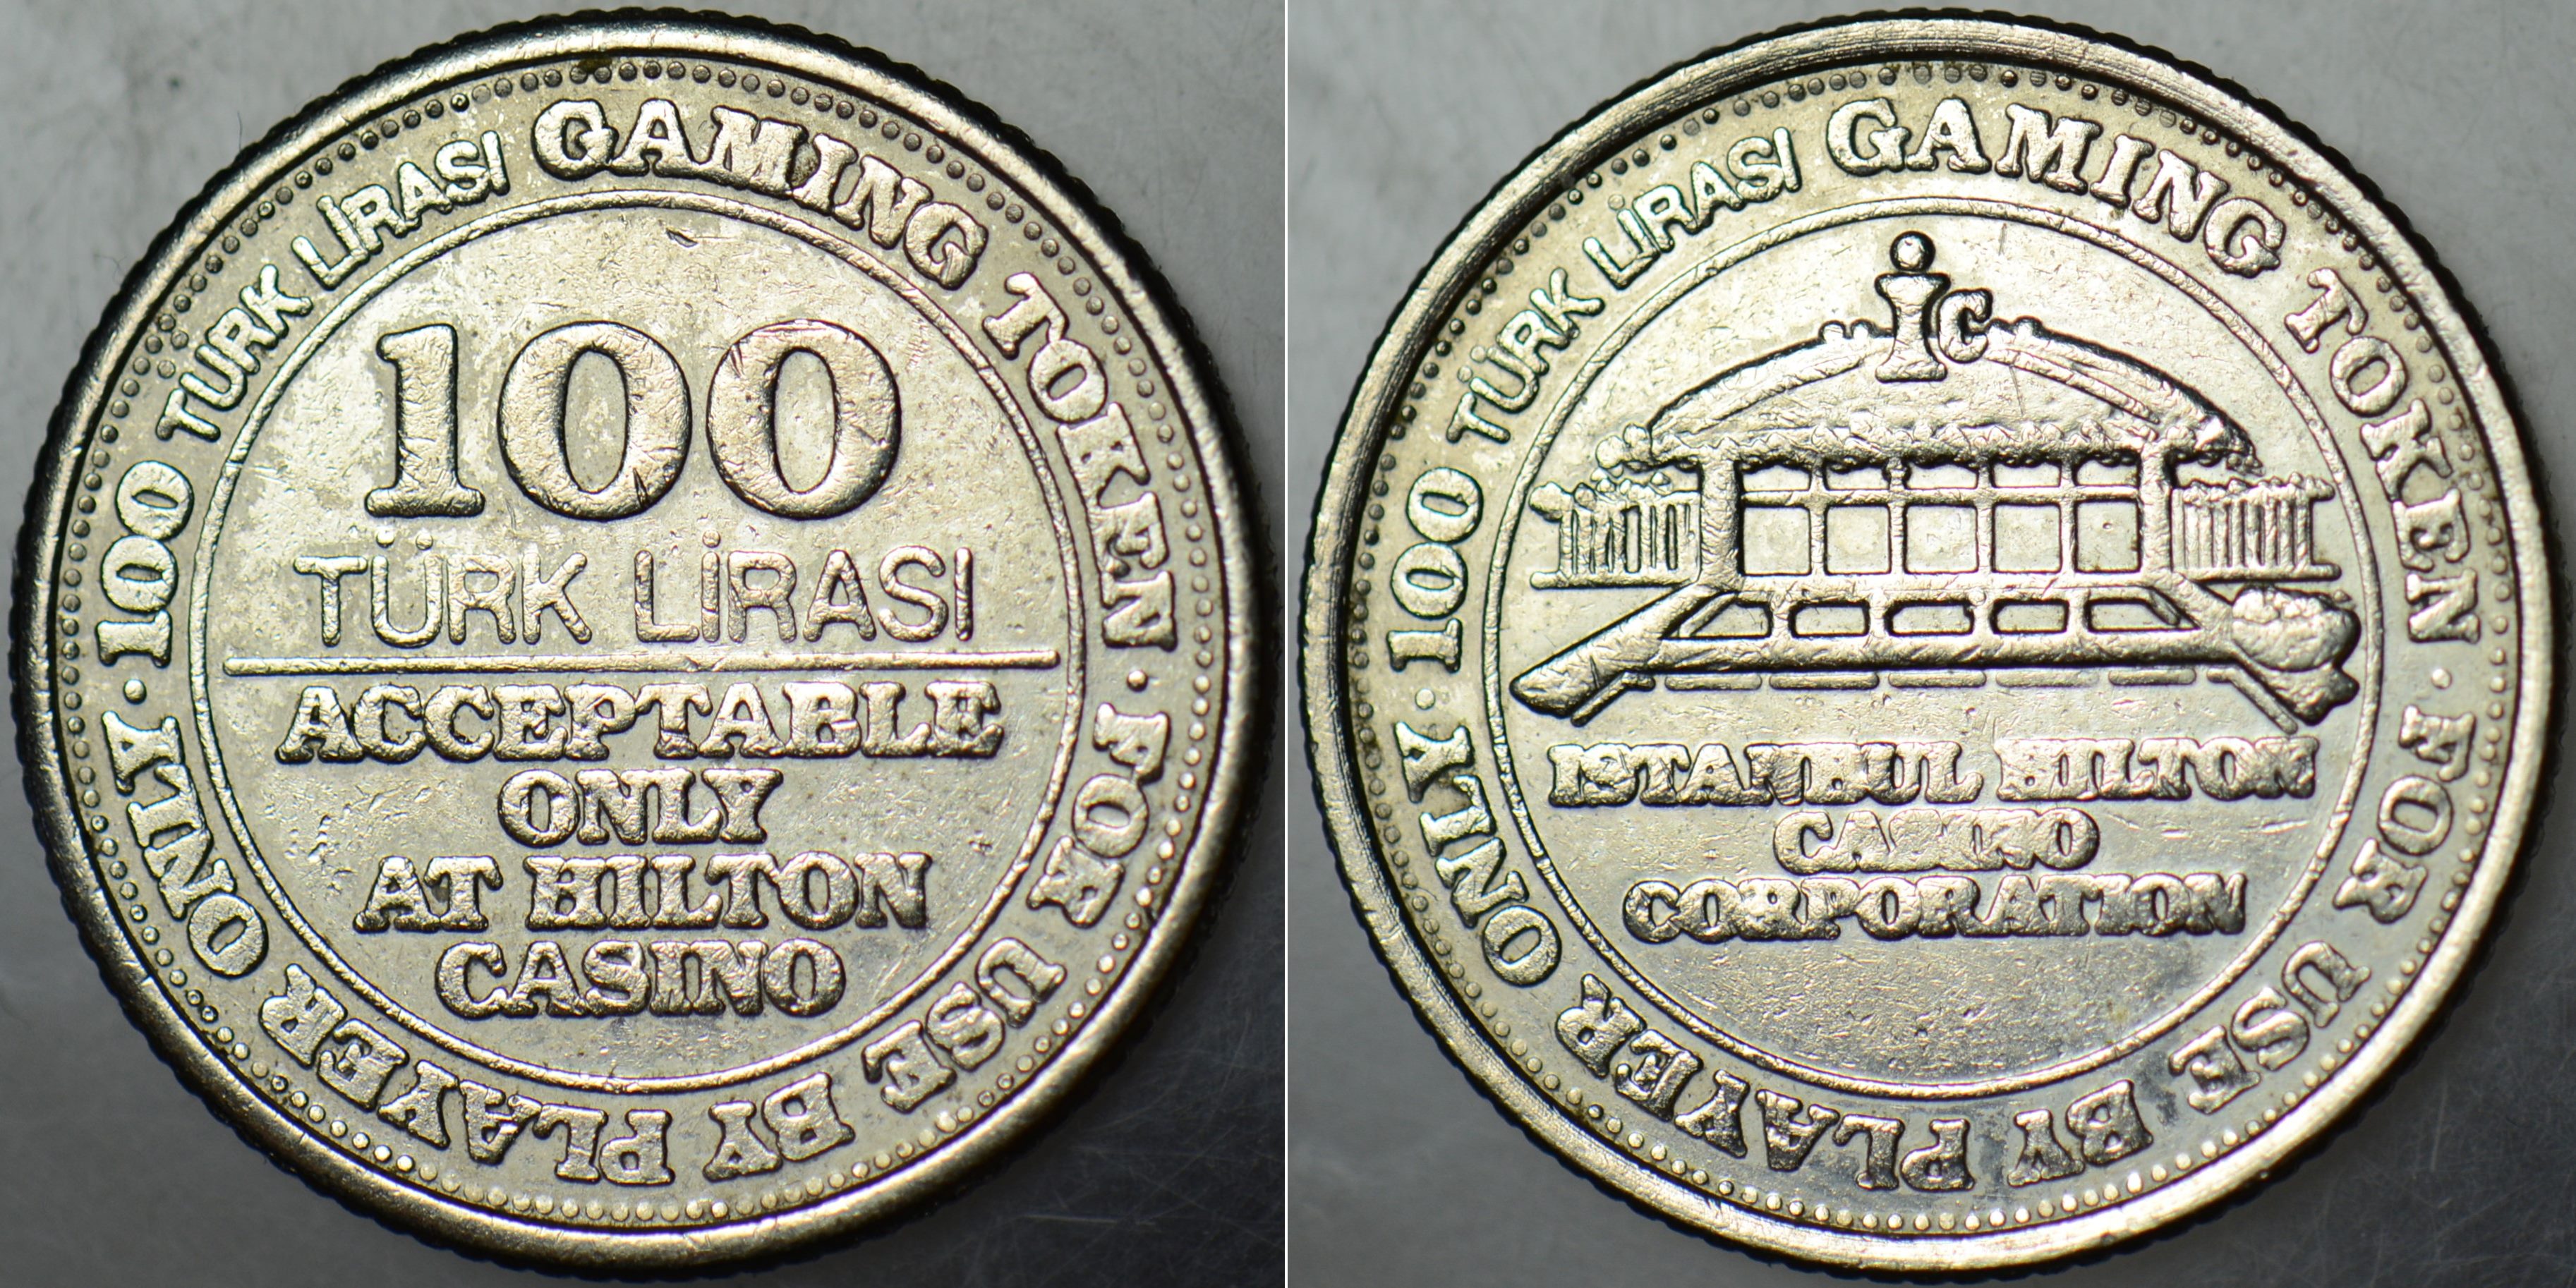 GAMING TOKEN · FOR USE BY PLAYER ONLY · 100 TÜRK LİRASI
100
TÜRK LİRASI
ACCEPTABLE
ONLY
AT HILTON
CASINO
GAMING TOKEN · FOR USE BY PLAYER ONLY · 100 TÜRK LİRASI
ic
ISTANBUL HILTON
CASINO
CORPORATION